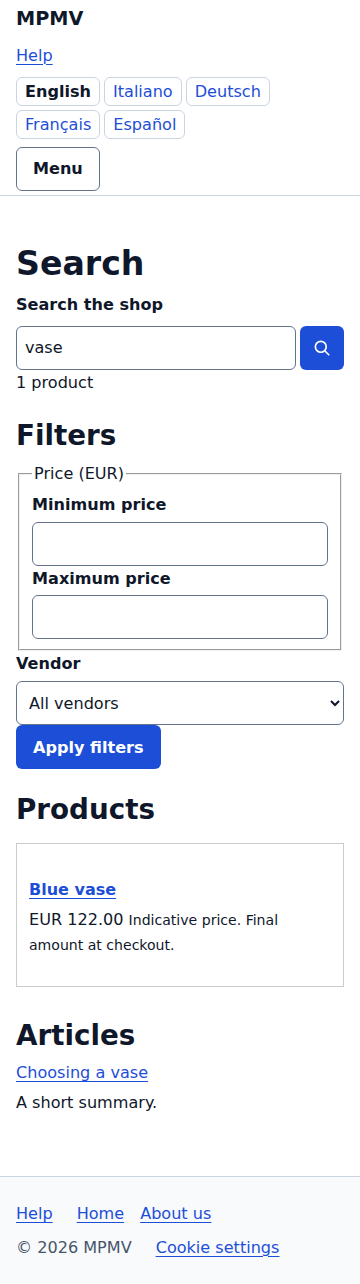 MPMV
Help
English Italiano Deutsch
Français Español
Menu
Search
Search the shop
vase
1 product
Filters
Price (EUR)
Minimum price
Maximum price
Vendor
All vendors
Apply filters
Products
Blue vase
EUR 122.00 Indicative price. Final
amount at checkout.
Articles
Choosing a vase
A short summary.
Help Home About us
© 2026 MPMV Cookie settings